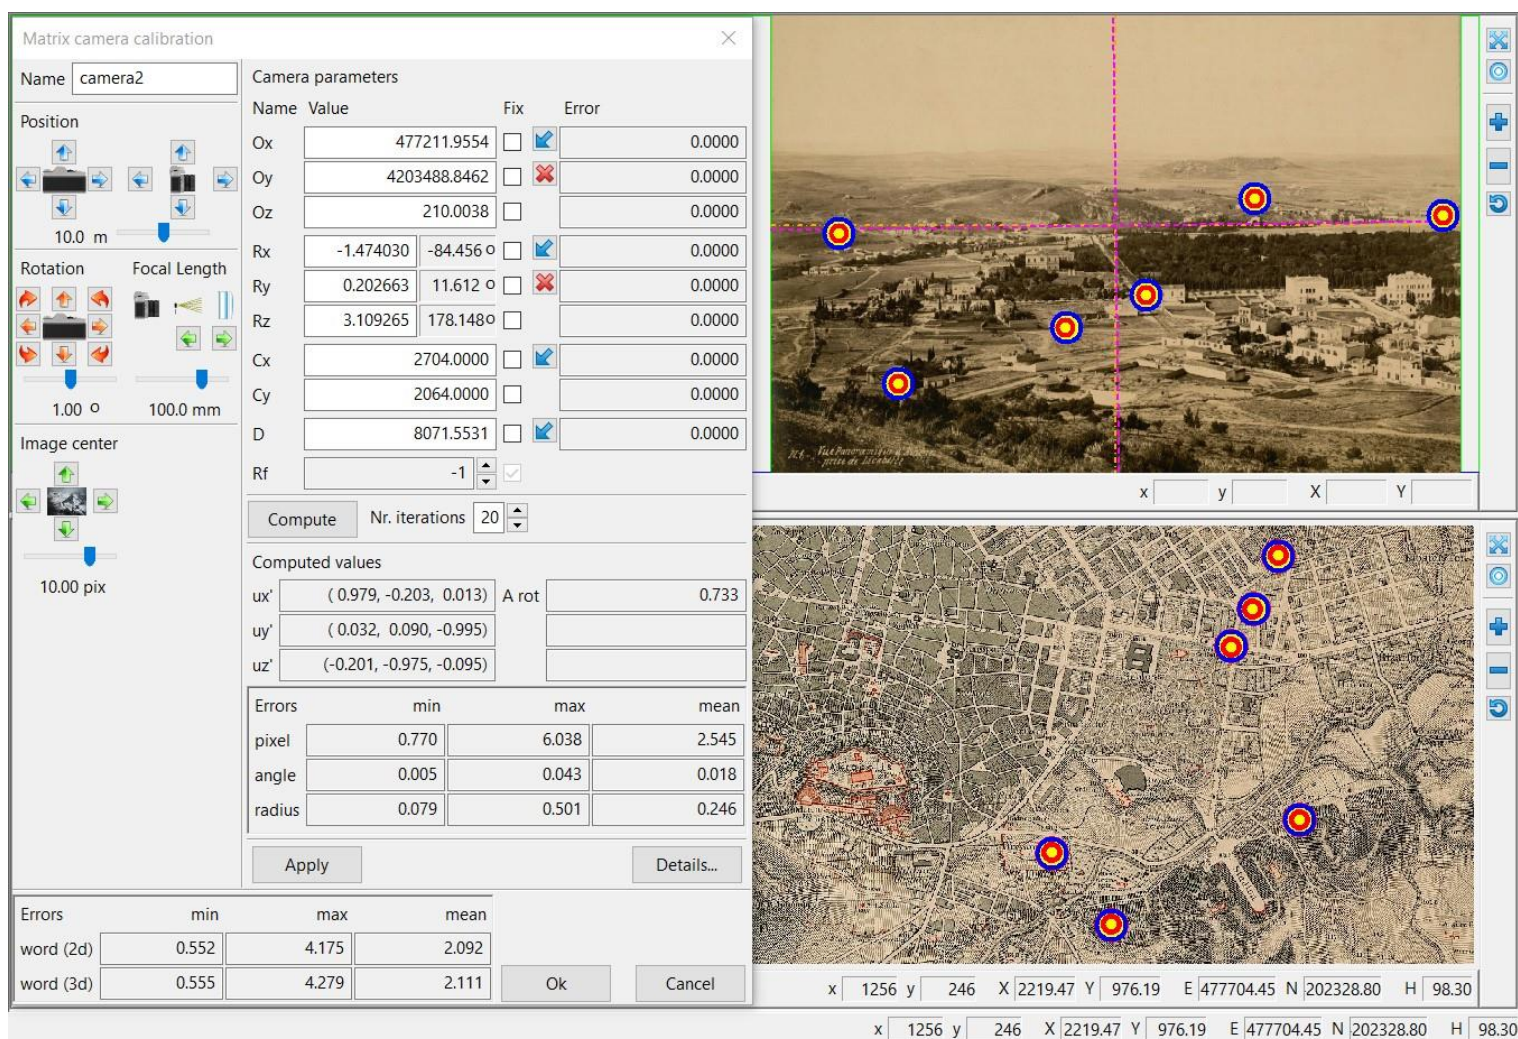 Matrix camera calibration
Name camera2
Position
10.0 m
Rotation Focal Length
1.00 o 100.0 mm
Image center
10.00 pix
Camera parameters
Name Value Fix Error
Ox 477211.9554 0.0000
Oy 4203488.8462 0.0000
Oz 210.0038 0.0000
Rx -1.474030 -84.456 o 0.0000
Ry 0.202663 11.612 o 0.0000
Rz 3.109265 178.148o 0.0000
Cx 2704.0000 0.0000
Cy 2064.0000 0.0000
D 8071.5531 0.0000
Rf -1
Compute Nr. iterations 20
Computed values
ux' ( 0.979, -0.203, 0.013) A rot 0.733
uy' ( 0.032, 0.090, -0.995)
uz' (-0.201, -0.975, -0.095)
Errors min max mean
pixel 0.770 6.038 2.545
angle 0.005 0.043 0.018
radius 0.079 0.501 0.246
Apply Details...
Errors min max mean
word (2d) 0.552 4.175 2.092
word (3d) 0.555 4.279 2.111
Ok Cancel
Vue Panoramique
prise du Lycabette
x y X Y
x 1256 y 246 X 2219.47 Y 976.19 E 477704.45 N 202328.80 H 98.30
x 1256 y 246 X 2219.47 Y 976.19 E 477704.45 N 202328.80 H 98.30